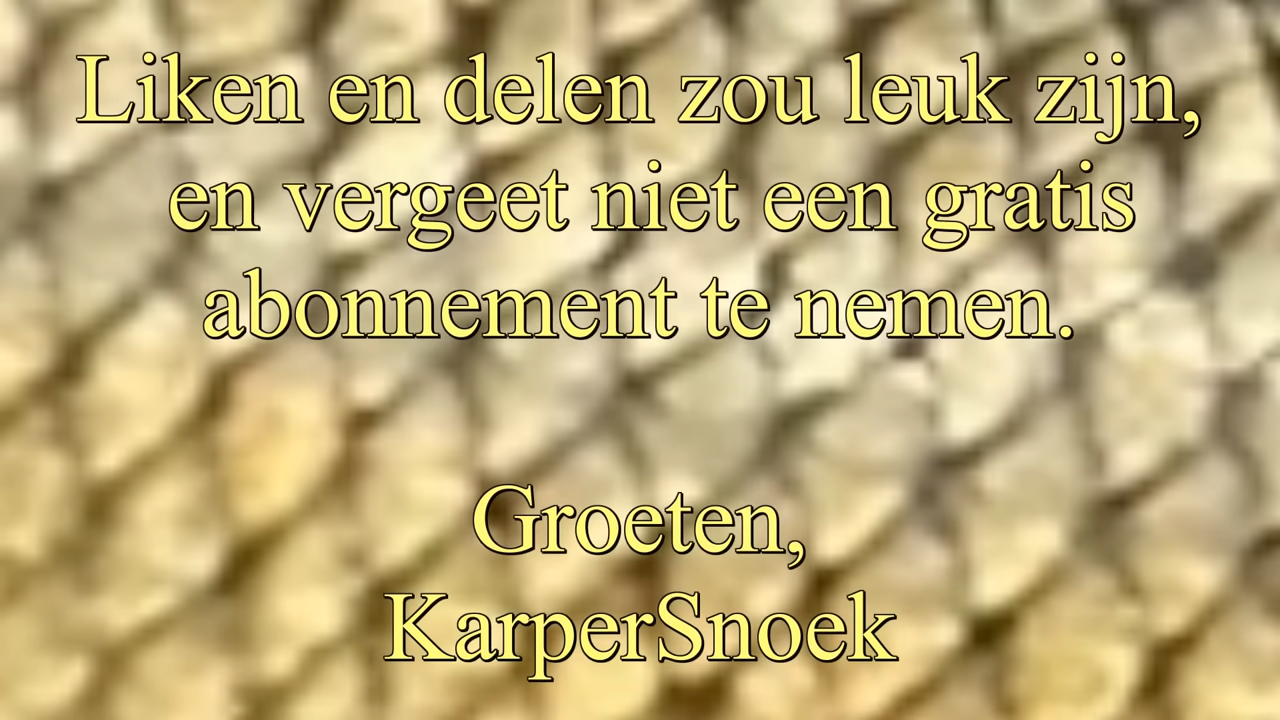 Liken en delen zou leuk zijn,
en vergeet niet een gratis
abonnement te nemen.
Groeten,
KarperSnoek